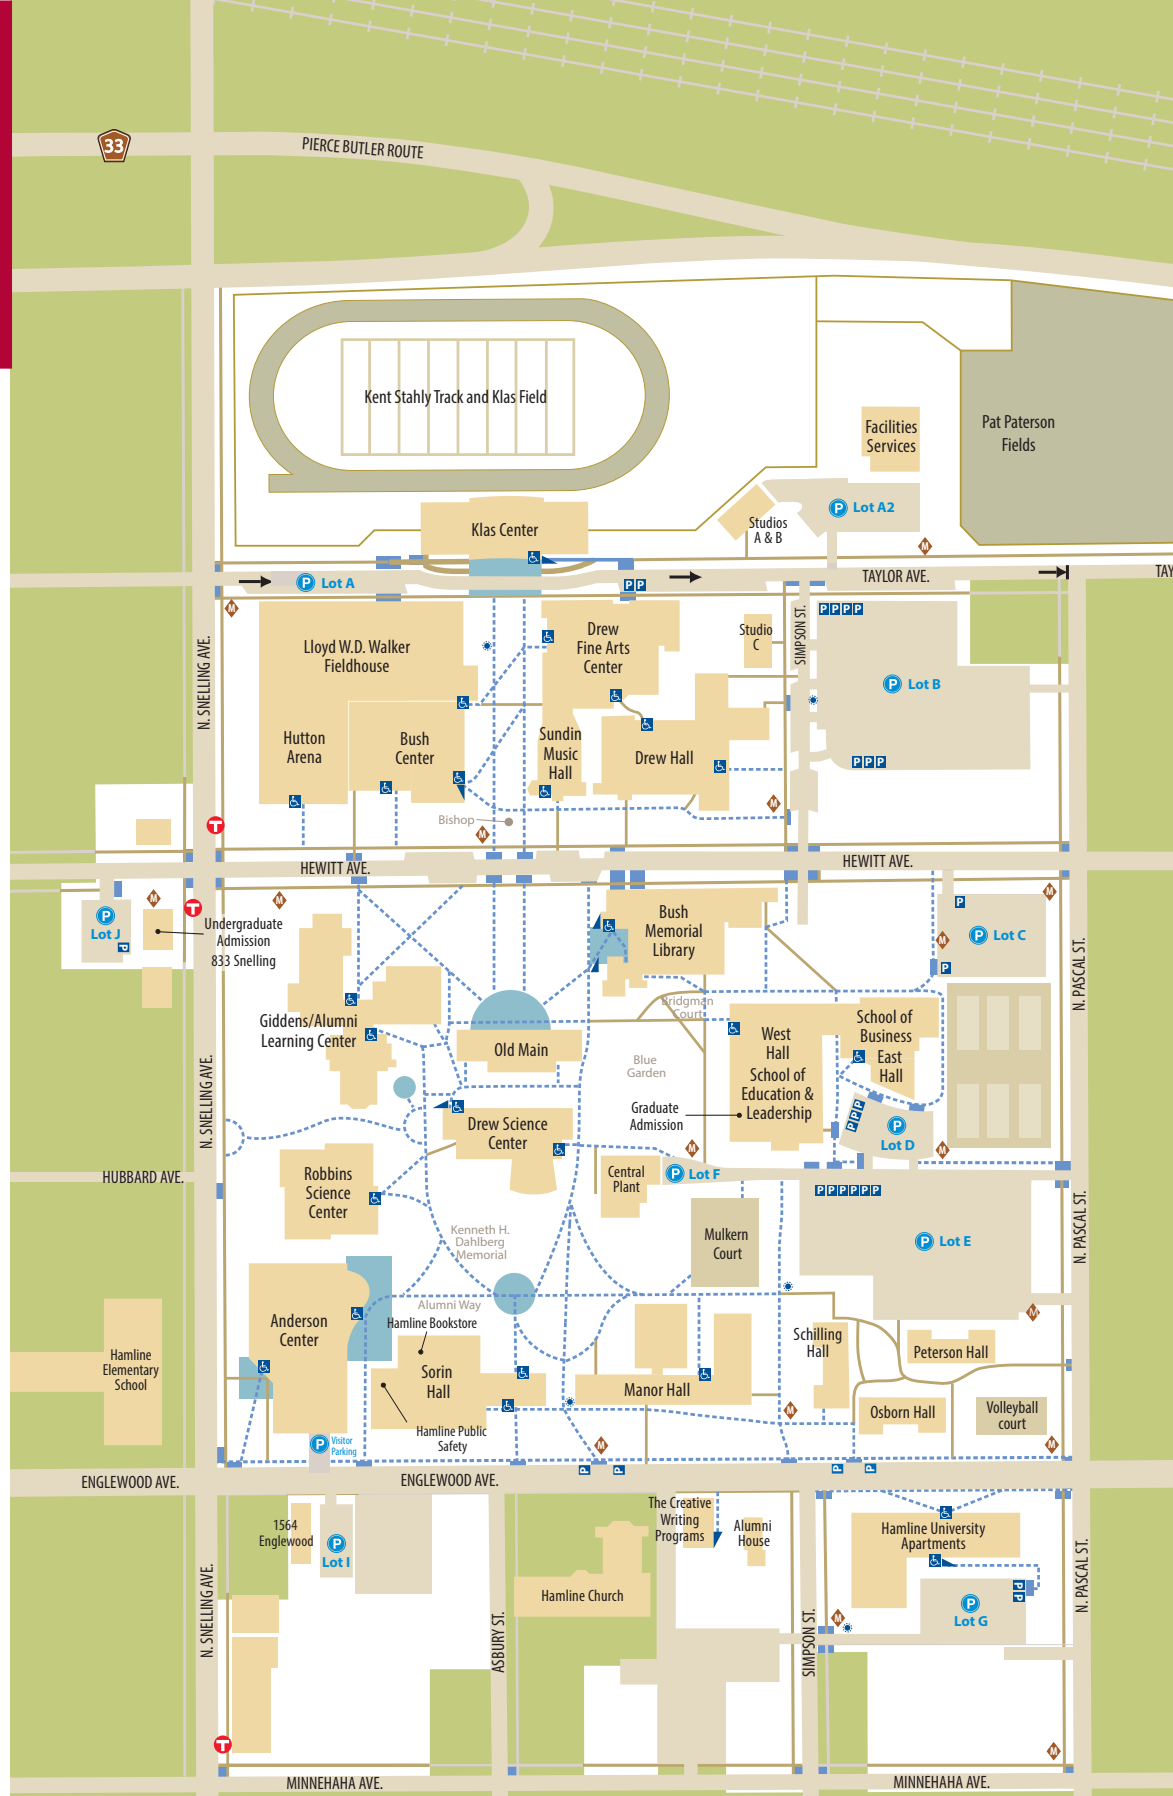 33
PIERCE BUTLER ROUTE
Kent Stahly Track and Klas Field
Facilities
Services
Pat Paterson
Fields
Klas Center
Studios
A & B
P Lot A2
M
P Lot A
P P
TAYLOR AVE.
TAY
M
N. SNELLING AVE.
Lloyd W.D. Walker
Fieldhouse
Drew
Fine Arts
Center
Studio
C
SIMPSON ST.
P P P P
P Lot B
Hutton
Arena
Bush
Center
Sundin
Music
Hall
Drew Hall
P P P
Bishop
M
M
T
HEWITT AVE.
HEWITT AVE.
M
M
M
P
Lot J
P
T
Undergraduate
Admission
833 Snelling
Bush
Memorial
Library
P
P Lot C
M
P
N. PASCAL ST.
Giddens/Alumni
Learning Center
Old Main
Bridgman
Court
Blue
Garden
West
Hall
School of
Education &
Leadership
School of
Business
East
Hall
Graduate
Admission
N. SNELLING AVE.
Drew Science
Center
P P P
P
Lot D
M
M
HUBBARD AVE.
Robbins
Science
Center
Central
Plant
P Lot F
P P P P P P
Mulkern
Court
P Lot E
N. PASCAL ST.
Kenneth H.
Dahlberg
Memorial
Alumni Way
Hamline Bookstore
Anderson
Center
Sorin
Hall
Hamline Public
Safety
Manor Hall
Schilling
Hall
Peterson Hall
M
Osborn Hall
Volleyball
court
Hamline
Elementary
School
P Visitor
Parking
M
M
M
P P
P P
ENGLEWOOD AVE.
ENGLEWOOD AVE.
1564
Englewood
P
Lot I
The Creative
Writing
Programs
Alumni
House
Hamline University
Apartments
Hamline Church
P P
P
Lot G
M
N. SNELLING AVE.
ASBURY ST.
SIMPSON ST.
N. PASCAL ST.
T
M
MINNEHAHA AVE.
MINNEHAHA AVE.